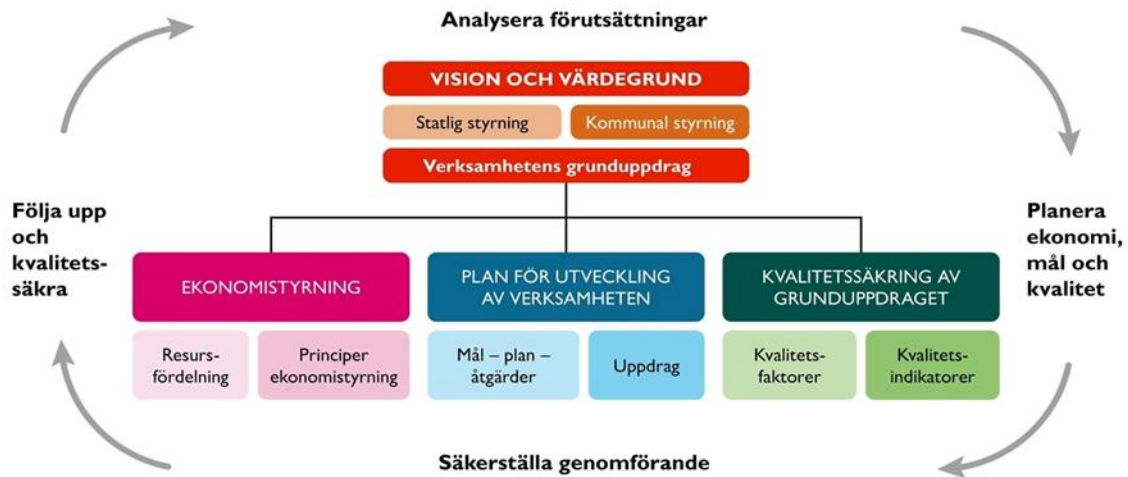 Analysera förutsättningar
VISION OCH VÄRDEGRUND
Statlig styrning
Kommunal styrning
Verksamhetens grunduppdrag
Följa upp
och
kvalitets-
säkra
Planera
ekonomi,
mål och
kvalitet
EKONOMISTYRNING
PLAN FÖR UTVECKLING
AV VERKSAMHETEN
KVALITETSSÄKRING AV
GRUNDUPPDRAGET
Resurs-
fördelning
Principer
ekonomistyrning
Mål – plan –
åtgärder
Uppdrag
Kvalitets-
faktorer
Kvalitets-
indikatorer
Säkerställa genomförande